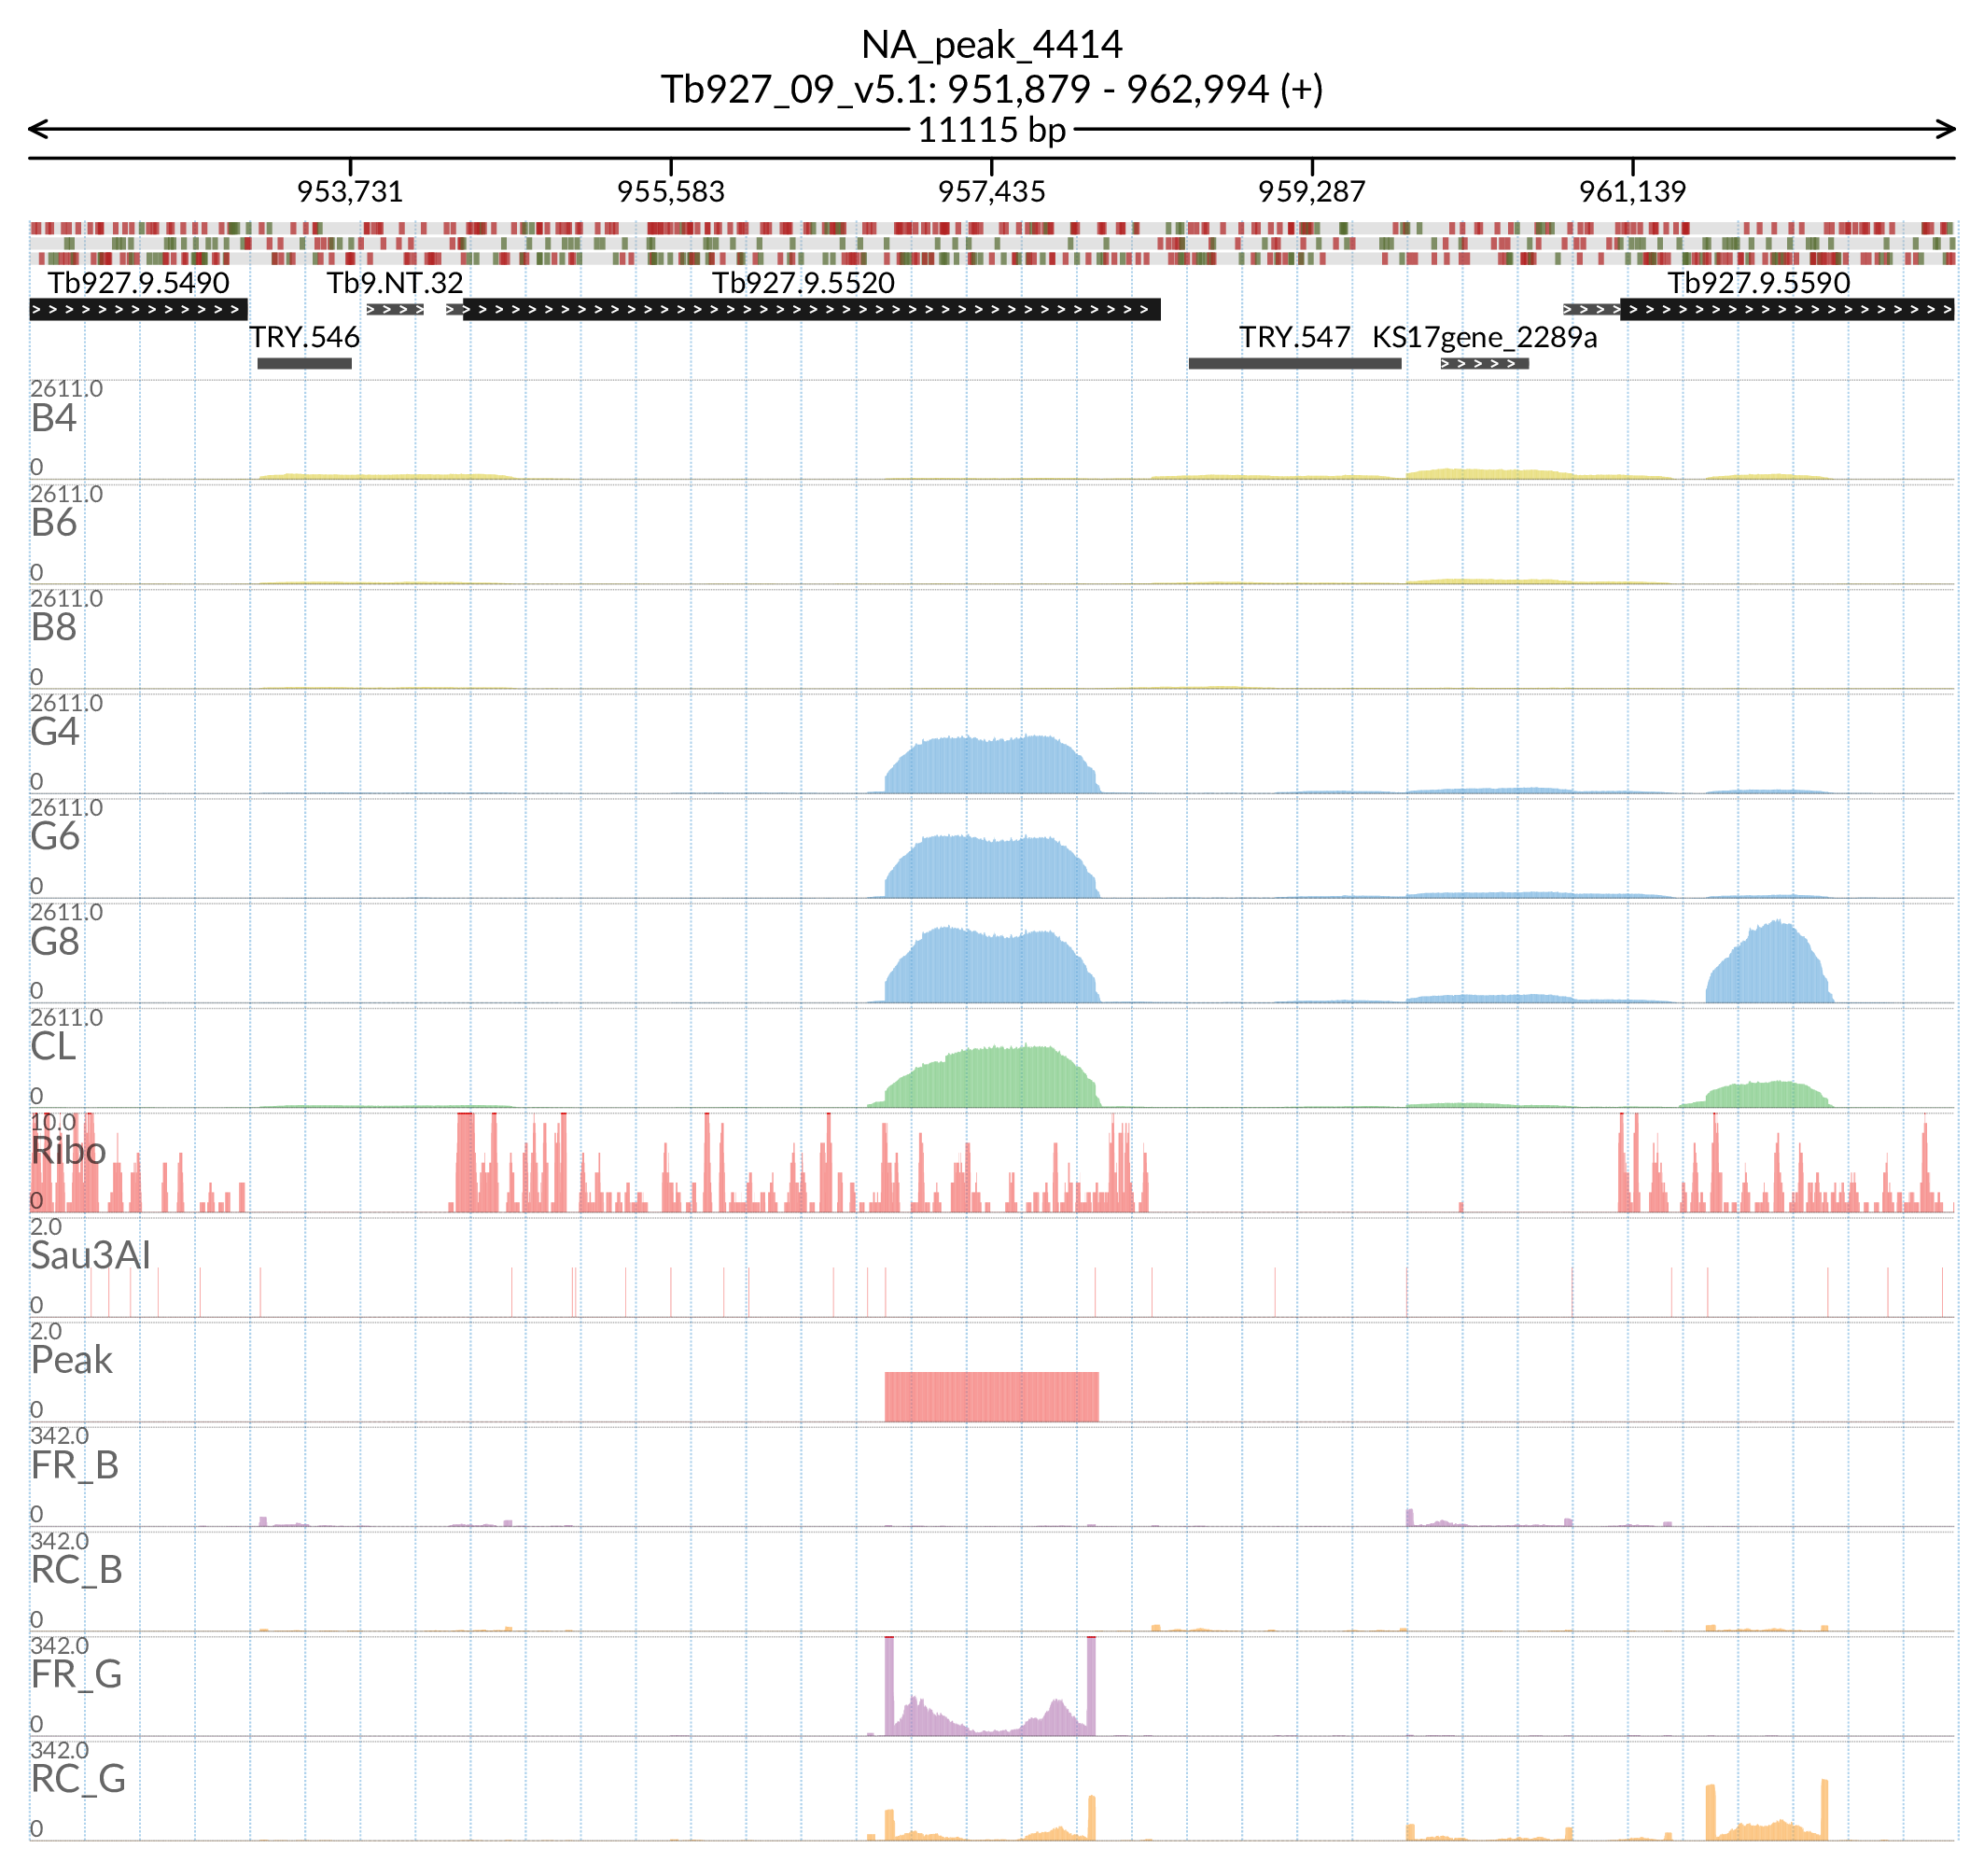 NA_peak_4414
Tb927_09_v5.1: 951,879 - 962,994 (+)
11115 bp
953,731 955,583 957,435 959,287 961,139
Tb927.9.5490 Tb9.NT.32 Tb927.9.5520 Tb927.9.5590
TRY.546 TRY.547 KS17gene_2289a
2611.0
B4
0
2611.0
B6
0
2611.0
B8
0
2611.0
G4
0
2611.0
G6
0
2611.0
G8
0
2611.0
CL
0
10.0
Ribo
0
2.0
Sau3AI
0
2.0
Peak
0
342.0
FR_B
0
342.0
RC_B
0
342.0
FR_G
0
342.0
RC_G
0